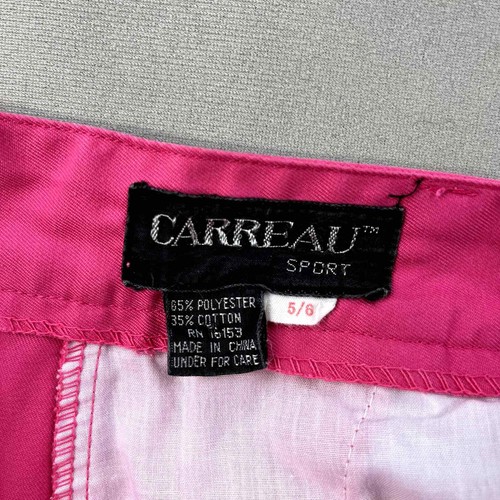 CARREAU™
SPORT
65% POLYESTER
35% COTTON
RN 16153
MADE IN CHINA
UNDER FOR CARE
5/6